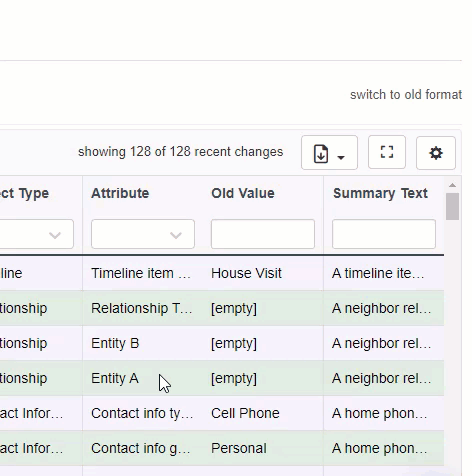 switch to old format
showing 128 of 128 recent changes
ct Type Attribute Old Value Summary Text
line Timeline item ... House Visit A timeline ite...
tionship Relationship T... [empty] A neighbor rel...
tionship Entity B [empty] A neighbor rel...
tionship Entity A [empty] A neighbor rel...
act Infor... Contact info ty... Cell Phone A home phon...
act Infor... Contact info g... Personal A home phon...